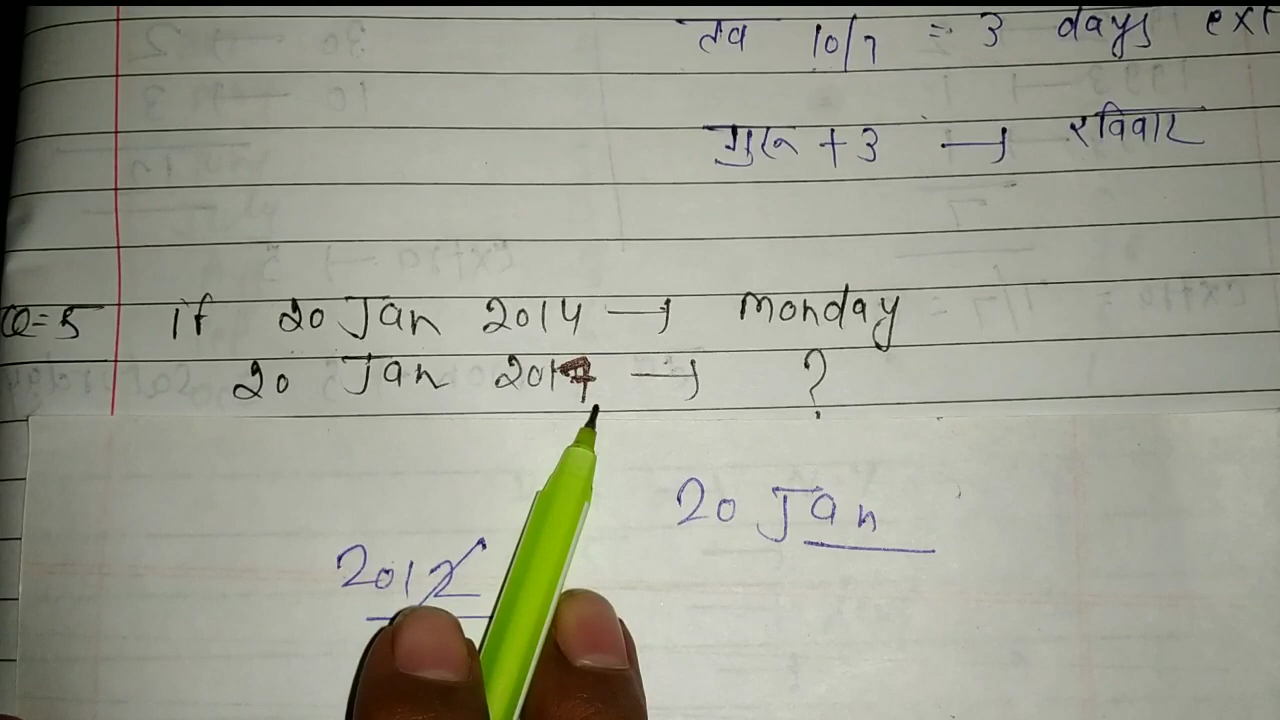 तब 10/7 = 3 days ext
गुरू + 3 → रविवार
Q=5 if 20 Jan 2014 → monday
20 Jan 2017 → ?
20 Jan
2012